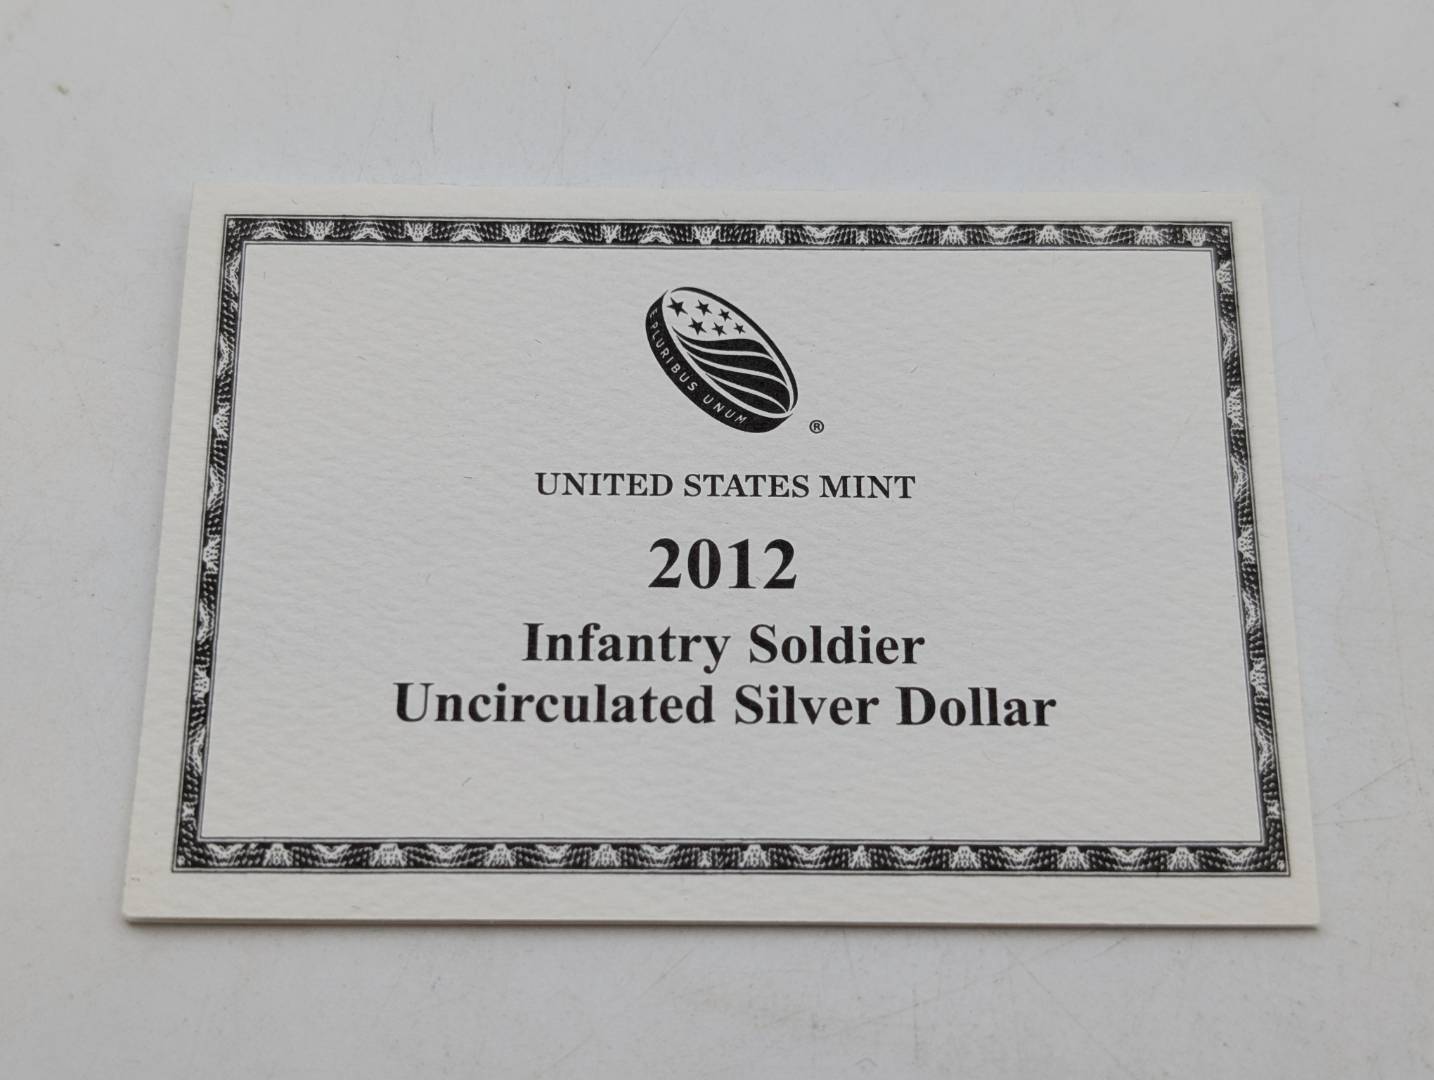 E PLURIBUS UNUM
®
UNITED STATES MINT
2012
Infantry Soldier
Uncirculated Silver Dollar